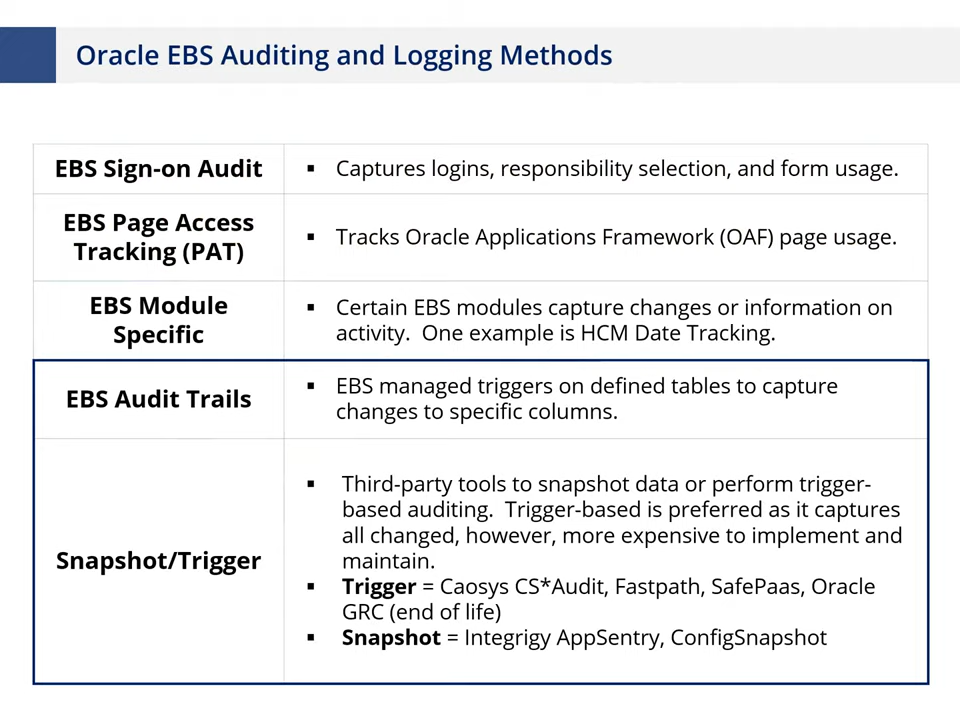 Oracle EBS Auditing and Logging Methods
EBS Sign-on Audit
▪ Captures logins, responsibility selection, and form usage.
EBS Page Access
Tracking (PAT)
▪ Tracks Oracle Applications Framework (OAF) page usage.
EBS Module
Specific
▪ Certain EBS modules capture changes or information on
activity.  One example is HCM Date Tracking.
EBS Audit Trails
▪ EBS managed triggers on defined tables to capture
changes to specific columns.
Snapshot/Trigger
▪ Third-party tools to snapshot data or perform trigger-
based auditing.  Trigger-based is preferred as it captures
all changed, however, more expensive to implement and
maintain.
▪ Trigger = Caosys CS*Audit, Fastpath, SafePaas, Oracle
GRC (end of life)
▪ Snapshot = Integrigy AppSentry, ConfigSnapshot